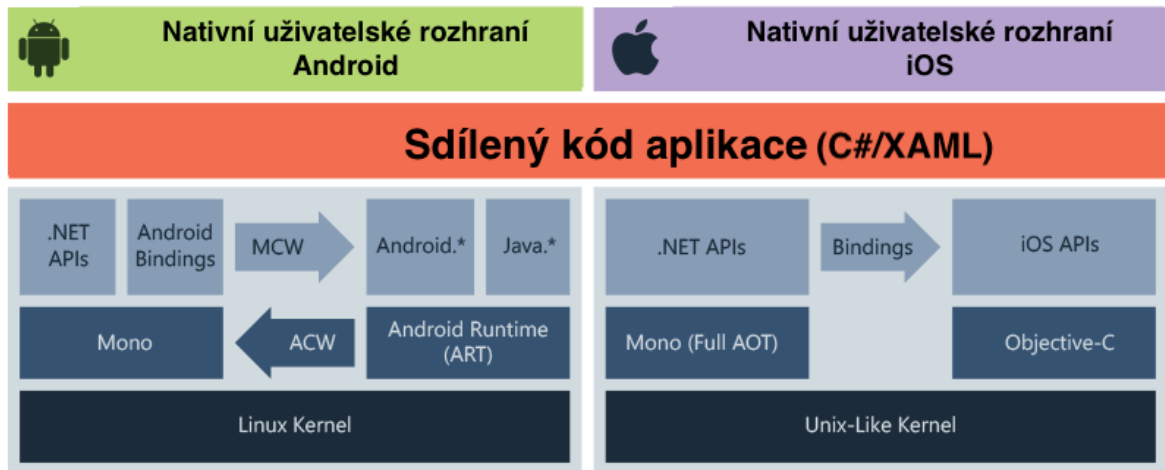 Nativní uživatelské rozhraní
Android
Nativní uživatelské rozhraní
iOS
Sdílený kód aplikace (C#/XAML)
.NET
APIs
Android
Bindings
MCW
Android.*
Java.*
Mono
ACW
Android Runtime
(ART)
Linux Kernel
.NET APIs
Bindings
iOS APIs
Mono (Full AOT)
Objective-C
Unix-Like Kernel